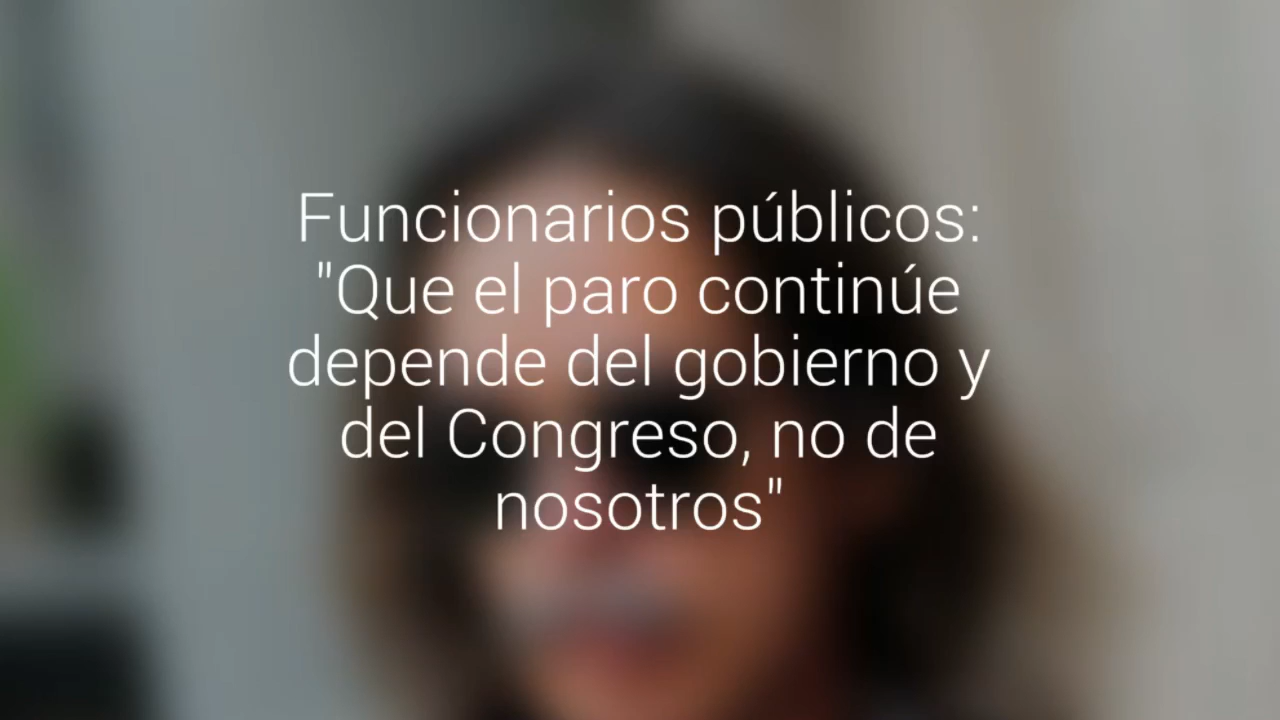 Funcionarios públicos:
"Que el paro continúe
depende del gobierno y
del Congreso, no de
nosotros"